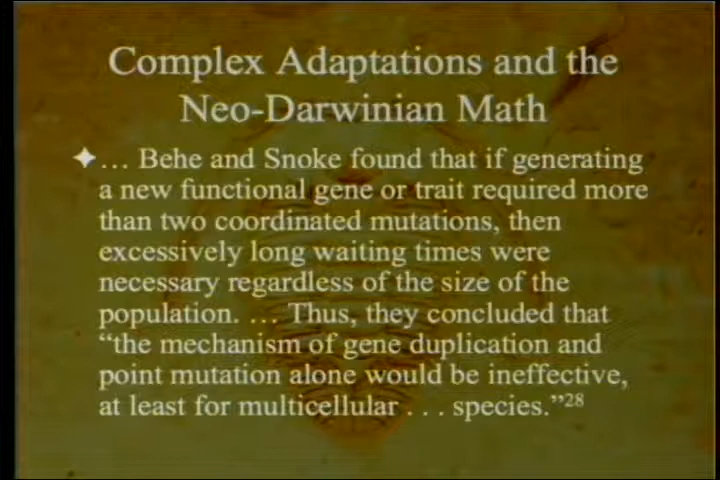 Complex Adaptations and the
Neo-Darwinian Math
… Behe and Snoke found that if generating
a new functional gene or trait required more
than two coordinated mutations, then
excessively long waiting times were
necessary regardless of the size of the
population. … Thus, they concluded that
“the mechanism of gene duplication and
point mutation alone would be ineffective,
at least for multicellular . . . species.”28